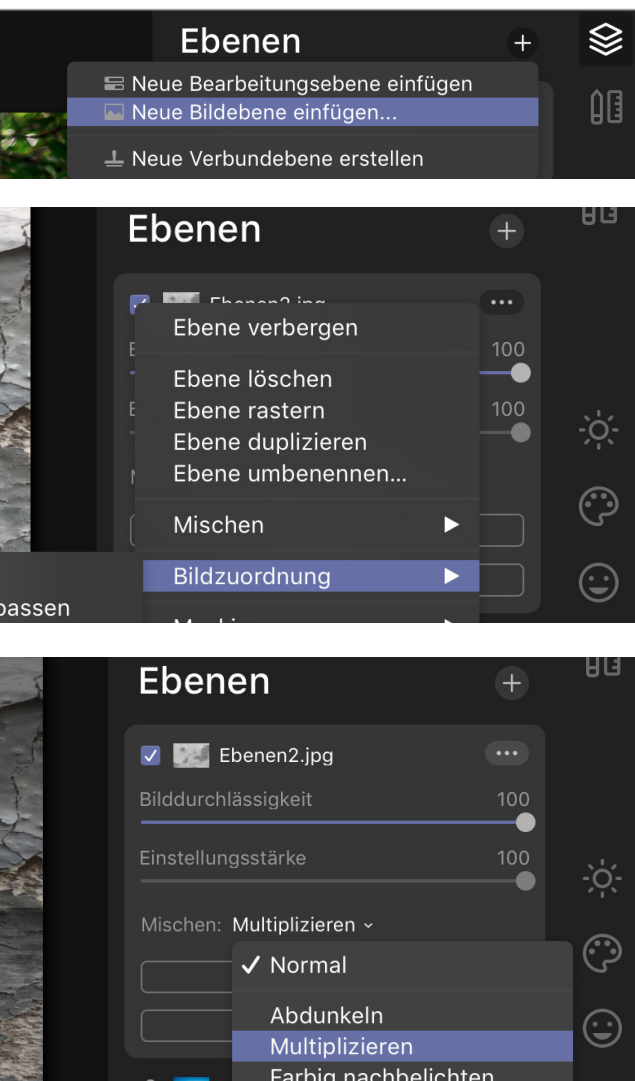 Ebenen
Neue Bearbeitungsebene einfügen
Neue Bildebene einfügen...
Neue Verbundebene erstellen
Ebenen
Ebenen2.jpg
Ebene verbergen
100
Ebene löschen
Ebene rastern
100
Ebene duplizieren
Ebene umbenennen...
Mischen
Bildzuordnung
passen
Ebenen
Ebenen2.jpg
Bilddurchlässigkeit 100
Einstellungsstärke 100
Mischen: Multiplizieren
Normal
Abdunkeln
Multiplizieren
Farbig nachbelichten